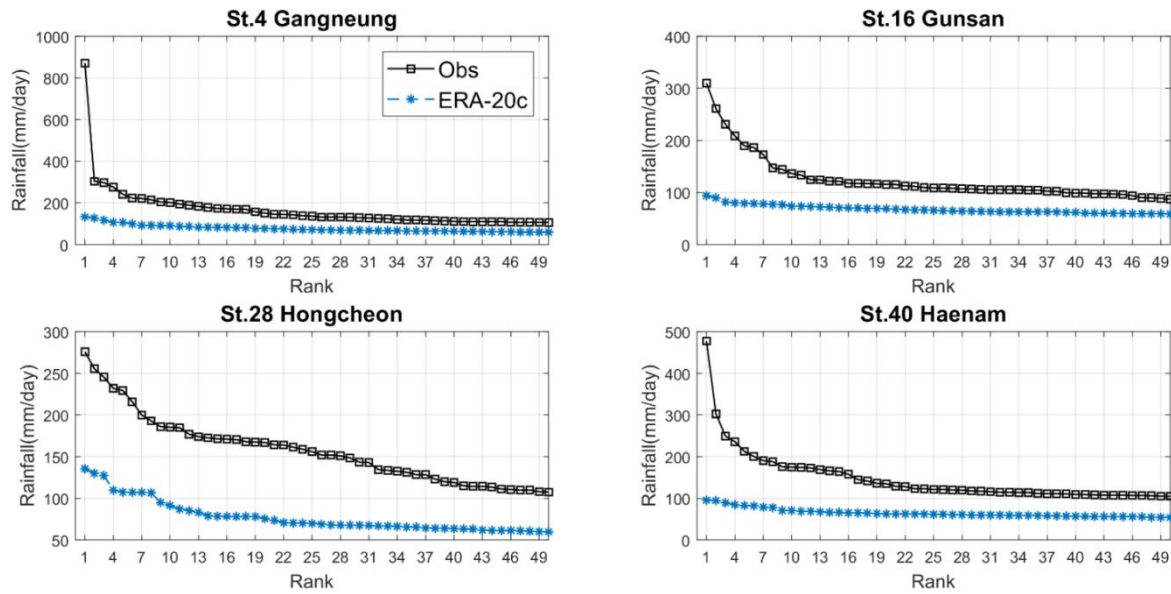 St.4 Gangneung
1000
800
600
400
200
0
Rainfall(mm/day)
Obs
ERA-20c
1 4 7 10 13 16 19 22 25 28 31 34 37 40 43 46 49
Rank
St.16 Gunsan
400
300
200
100
0
Rainfall(mm/day)
1 4 7 10 13 16 19 22 25 28 31 34 37 40 43 46 49
Rank
St.28 Hongcheon
300
250
200
150
100
50
Rainfall(mm/day)
1 4 7 10 13 16 19 22 25 28 31 34 37 40 43 46 49
Rank
St.40 Haenam
500
400
300
200
100
0
Rainfall(mm/day)
1 4 7 10 13 16 19 22 25 28 31 34 37 40 43 46 49
Rank